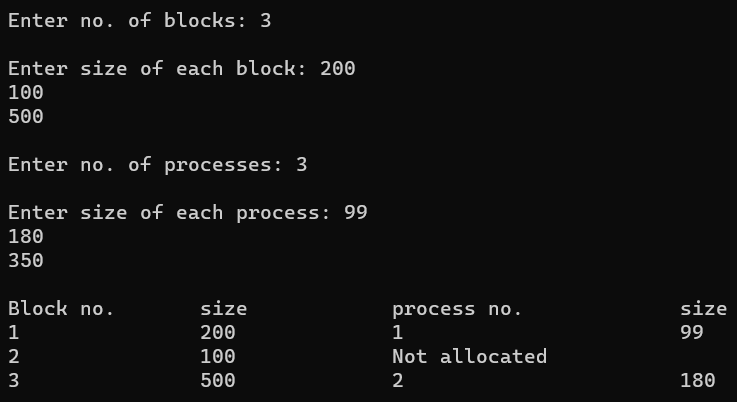 Enter no. of blocks: 3
Enter size of each block: 200
100
500
Enter no. of processes: 3
Enter size of each process: 99
180
350
Block no. size process no. size
1 200 1 99
2 100 Not allocated
3 500 2 180